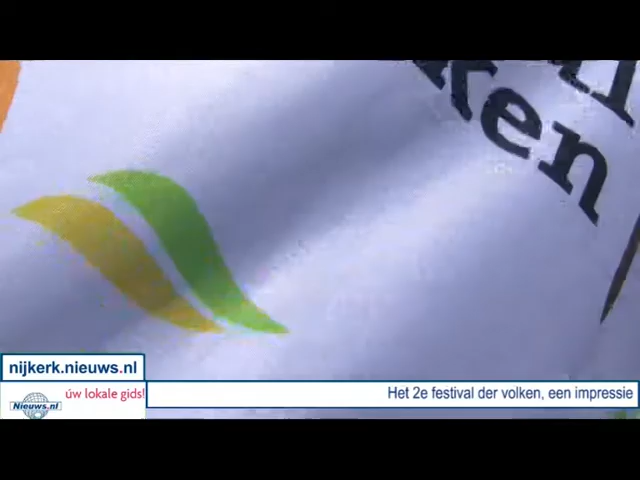 ken
nijkerk.nieuws.nl
úw lokale gids!
Nieuws.nl
Het 2e festival der volken, een impressie